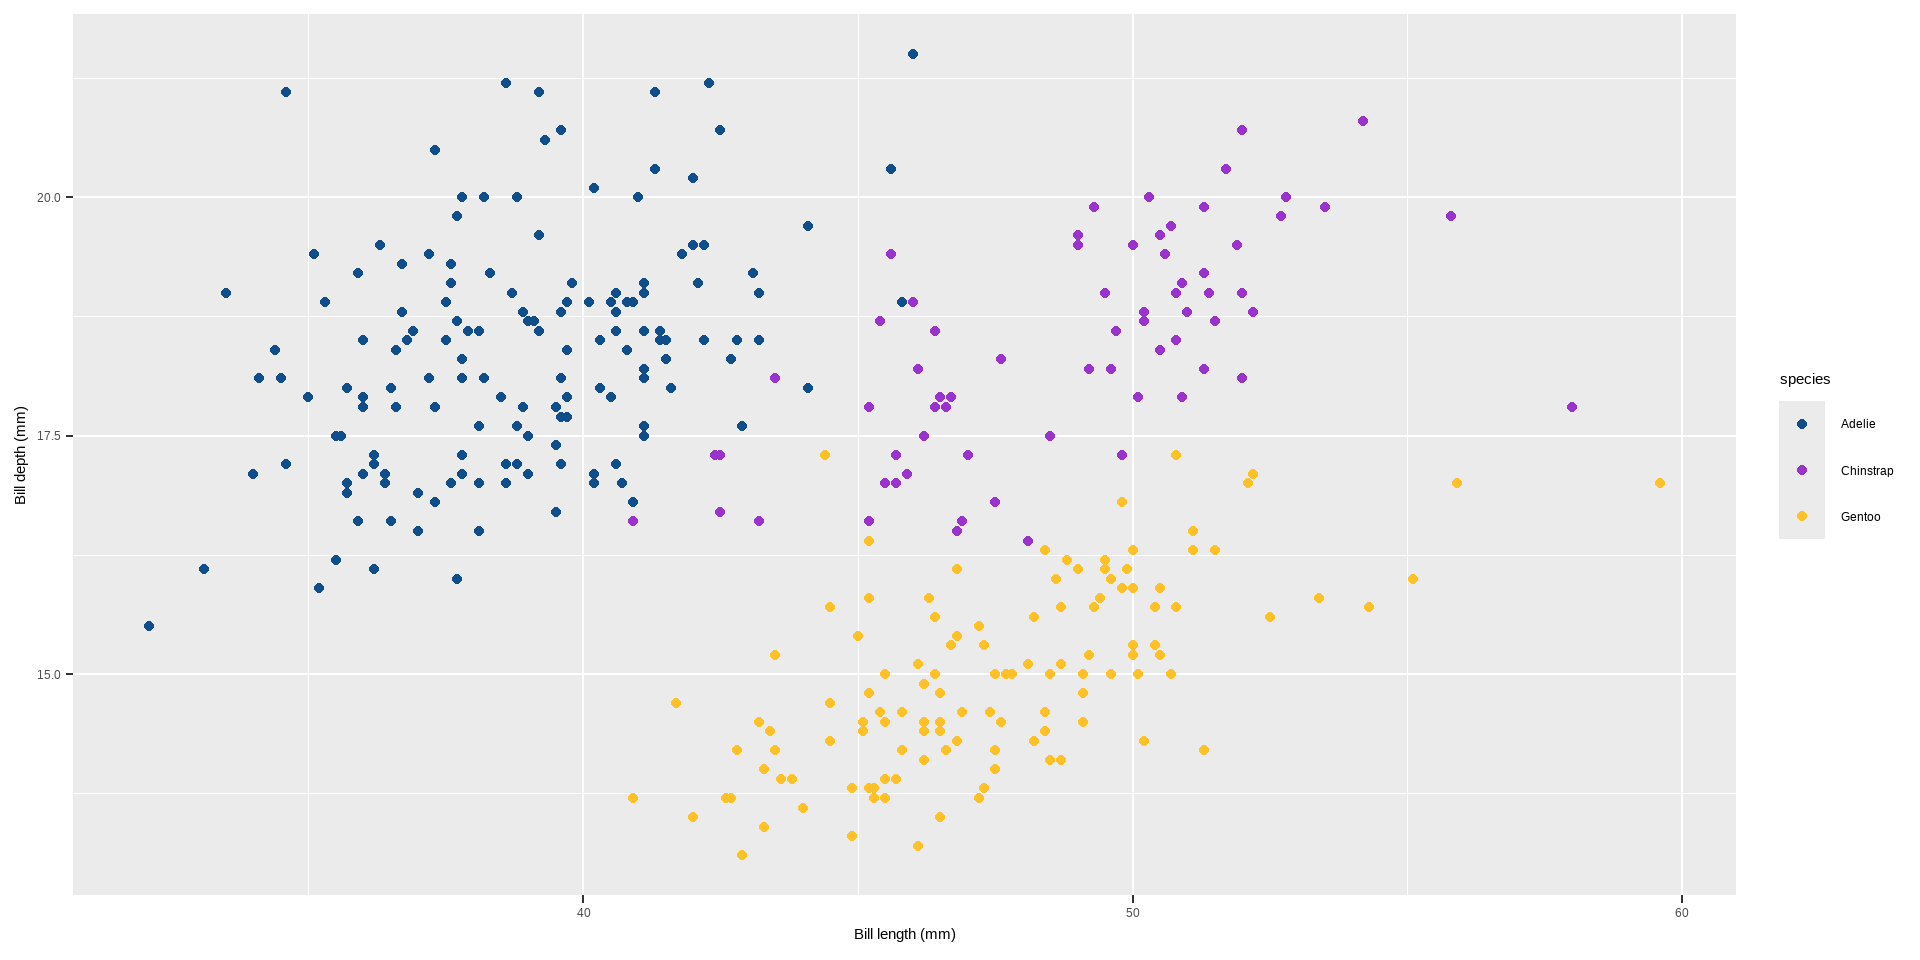 20.0
17.5
15.0
Bill depth (mm)
40
50
60
Bill length (mm)
species
Adelie
Chinstrap
Gentoo